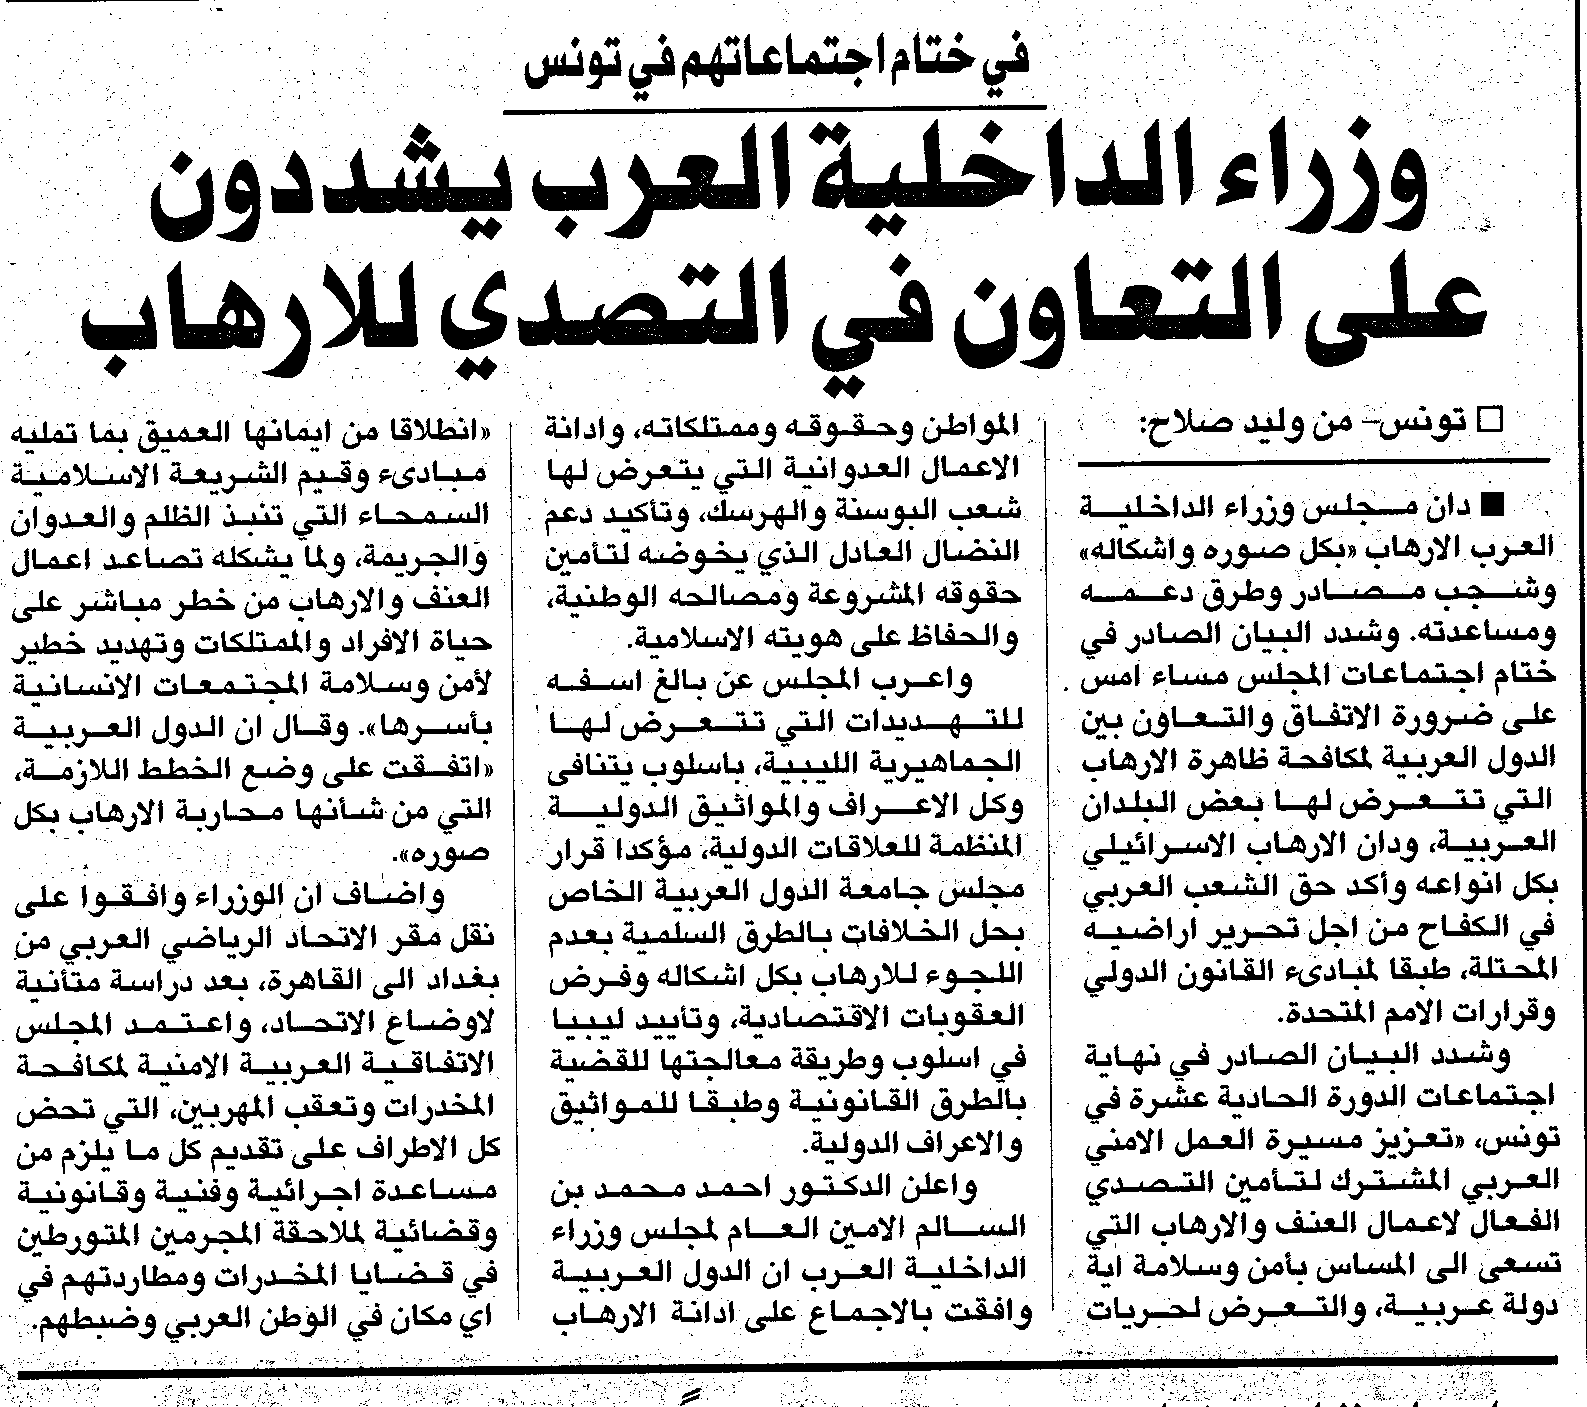 في ختام اجتماعاتهم في تونس
وزراء الداخلية العرب يشددون
على التعاون في التصدي للارهاب
□ تونس- من وليد صلاح:
■ دان مجلس وزراء الداخلية
العرب الارهاب «بكل صوره واشكاله»
وشجب مصادر وطرق دعمه
ومساعدته. وشدد البيان الصادر في
ختام اجتماعات المجلس مساء امس
على ضرورة الاتفاق والتعاون بين
الدول العربية لمكافحة ظاهرة الارهاب
التي تتعرض لها بعض البلدان
العربية، ودان الارهاب الاسرائيلي
بكل انواعه وأكد حق الشعب العربي
في الكفاح من اجل تحرير اراضيه
المحتلة، طبقا لمبادىء القانون الدولي
وقرارات الامم المتحدة.
وشدد البيان الصادر في نهاية
اجتماعات الدورة الحادية عشرة في
تونس، «تعزيز مسيرة العمل الامني
العربي المشترك لتأمين التصدي
الفعال لاعمال العنف والارهاب التي
تسعى الى المساس بأمن وسلامة اية
دولة عربية، والتعرض لحريات
المواطن وحقوقه وممتلكاته، وادانة
الاعمال العدوانية التي يتعرض لها
شعب البوسنة والهرسك، وتأكيد دعم
النضال العادل الذي يخوضه لتأمين
حقوقه المشروعة ومصالحه الوطنية،
والحفاظ على هويته الاسلامية.
واعرب المجلس عن بالغ اسفه
للتهديدات التي تتعرض لها
الجماهيرية الليبية، باسلوب يتنافى
وكل الاعراف والمواثيق الدولية
المنظمة للعلاقات الدولية، مؤكدا قرار
مجلس جامعة الدول العربية الخاص
بحل الخلافات بالطرق السلمية بعدم
اللجوء للارهاب بكل اشكاله وفرض
العقوبات الاقتصادية، وتأييد ليبيا
في اسلوب وطريقة معالجتها للقضية
بالطرق القانونية وطبقا للمواثيق
والاعراف الدولية.
واعلن الدكتور احمد محمد بن
السالم الامين العام لمجلس وزراء
الداخلية العرب ان الدول العربية
وافقت بالاجماع على ادانة الارهاب
«انطلاقا من ايمانها العميق بما تمليه
مبادىء وقيم الشريعة الاسلامية
السمحاء التي تنبذ الظلم والعدوان
والجريمة، ولما يشكله تصاعد اعمال
العنف والارهاب من خطر مباشر على
حياة الافراد والممتلكات وتهديد خطير
لأمن وسلامة المجتمعات الانسانية
بأسرها». وقال ان الدول العربية
«اتفقت على وضع الخطط اللازمة،
التي من شأنها محاربة الارهاب بكل
صوره».
واضاف ان الوزراء وافقوا على
نقل مقر الاتحاد الرياضي العربي من
بغداد الى القاهرة، بعد دراسة متأنية
لاوضاع الاتحاد، واعتمد المجلس
الاتفاقية العربية الامنية لمكافحة
المخدرات وتعقب المهربين، التي تحض
كل الاطراف على تقديم كل ما يلزم من
مساعدة اجرائية وفنية وقانونية
وقضائية لملاحقة المجرمين المتورطين
في قضايا المخدرات ومطاردتهم في
اي مكان في الوطن العربي وضبطهم.